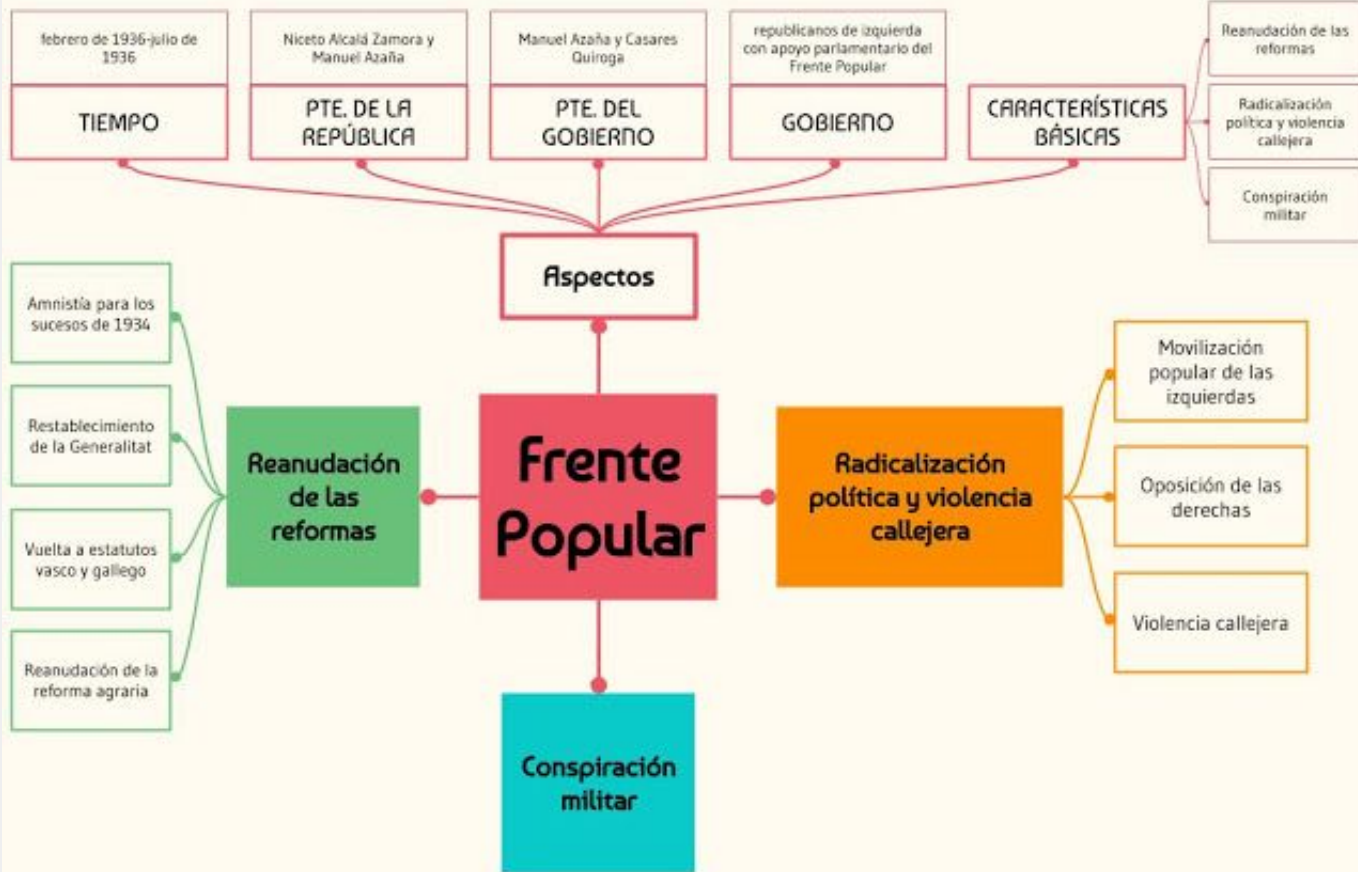 febrero de 1936-julio de
1936
TIEMPO
Niceto Alcalá Zamora y
Manuel Azaña
PTE. DE LA
REPÚBLICA
Manuel Azaña y Casares
Quiroga
PTE. DEL
GOBIERNO
republicanos de izquierda
con apoyo parlamentario del
Frente Popular
GOBIERNO
CARACTERÍSTICAS
BÁSICAS
Reanudación de las
reformas
Radicalización
política y violencia
callejera
Conspiración
militar
Aspectos
Amnistía para los
sucesos de 1934
Restablecimiento
de la Generalitat
Vuelta a estatutos
vasco y gallego
Reanudación de la
reforma agraria
Reanudación
de las
reformas
Frente
Popular
Radicalización
política y violencia
callejera
Movilización
popular de las
izquierdas
Oposición de las
derechas
Violencia callejera
Conspiración
militar